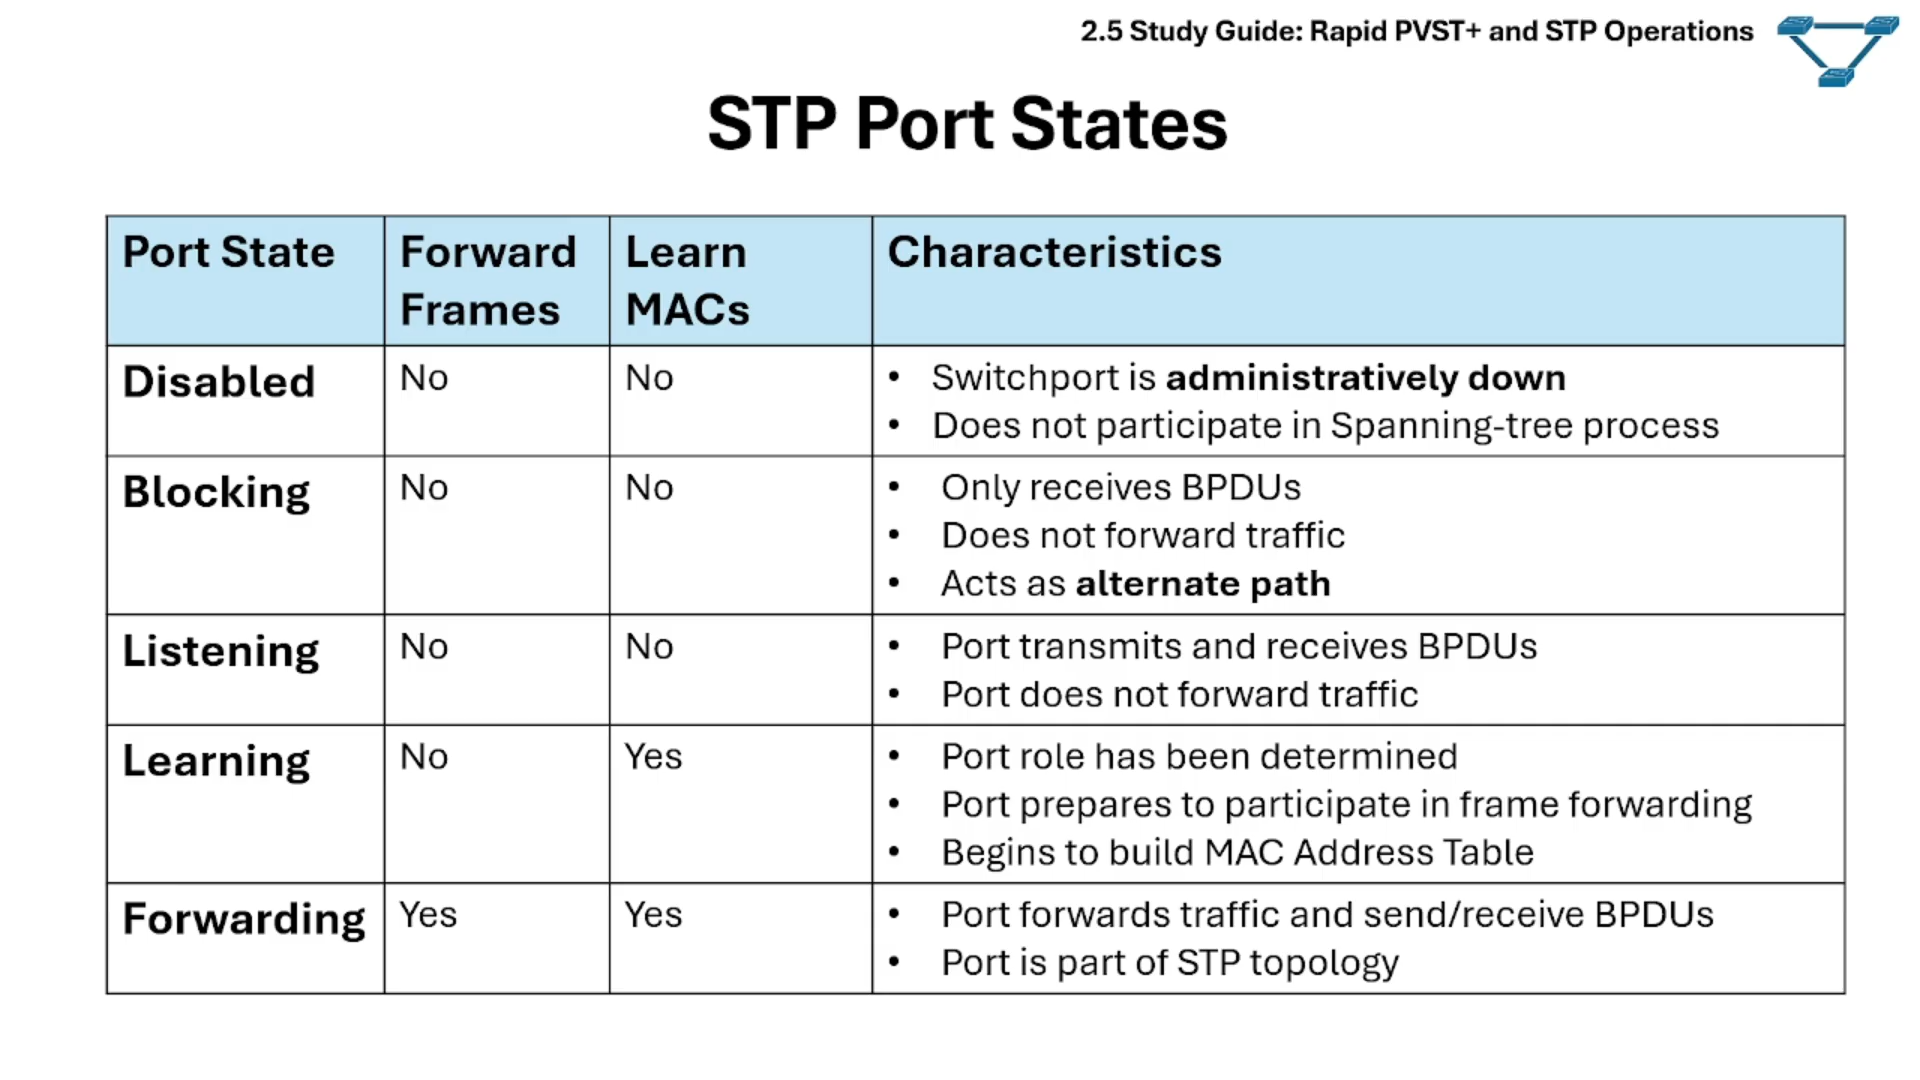 2.5 Study Guide: Rapid PVST+ and STP Operations
STP Port States
Port State
Forward
Frames
Learn
MACs
Characteristics
Disabled
No
No
• Switchport is administratively down
• Does not participate in Spanning-tree process
Blocking
No
No
• Only receives BPDUs
• Does not forward traffic
• Acts as alternate path
Listening
No
No
• Port transmits and receives BPDUs
• Port does not forward traffic
Learning
No
Yes
• Port role has been determined
• Port prepares to participate in frame forwarding
• Begins to build MAC Address Table
Forwarding
Yes
Yes
• Port forwards traffic and send/receive BPDUs
• Port is part of STP topology